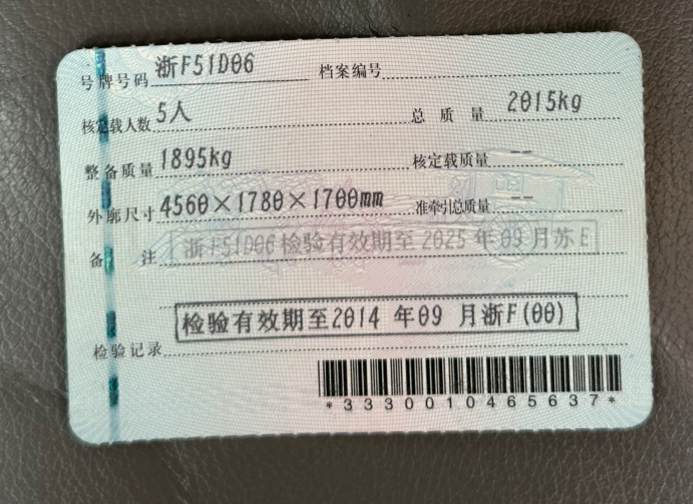 号牌号码 浙F51D06 档案编号
核定载人数 5人 总质量 2015kg
整备质量 1895kg 核定载质量 --
外廓尺寸 4560×1780×1700mm 准牵引总质量 --
备注 浙F51D06检验有效期至2025年09月苏E
检验有效期至2014年09月浙F(00)
检验记录
*3330010465637*